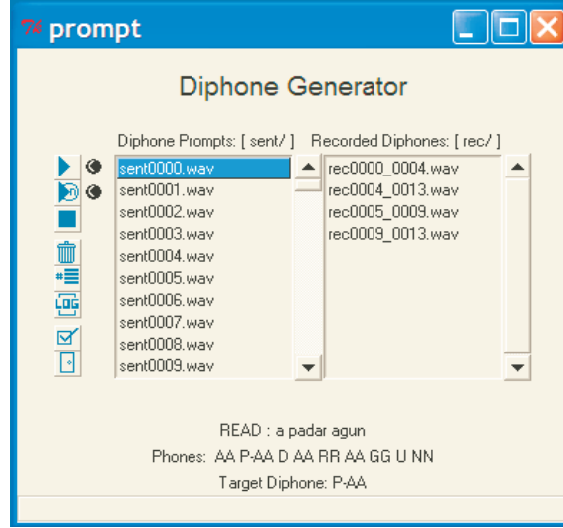 prompt
Diphone Generator
Diphone Prompts: [ sent/ ] Recorded Diphones: [ rec/ ]
sent0000.wav rec0000_0004.wav
sent0001.wav rec0004_0013.wav
sent0002.wav rec0005_0009.wav
sent0003.wav rec0009_0013.wav
sent0004.wav
sent0005.wav
sent0006.wav
LOG
sent0007.wav
sent0008.wav
sent0009.wav
READ : a padar agun
Phones: AA P-AA D AA RR AA GG U NN
Target Diphone: P-AA